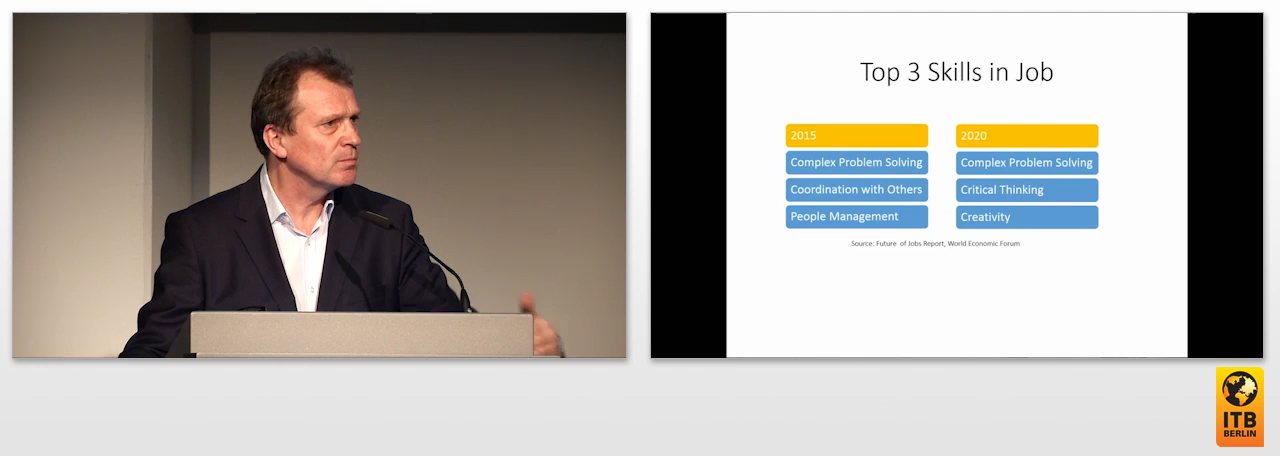 Top 3 Skills in Job
2015
Complex Problem Solving
Coordination with Others
People Management
2020
Complex Problem Solving
Critical Thinking
Creativity
Source: Future of Jobs Report, World Economic Forum
ITB
BERLIN